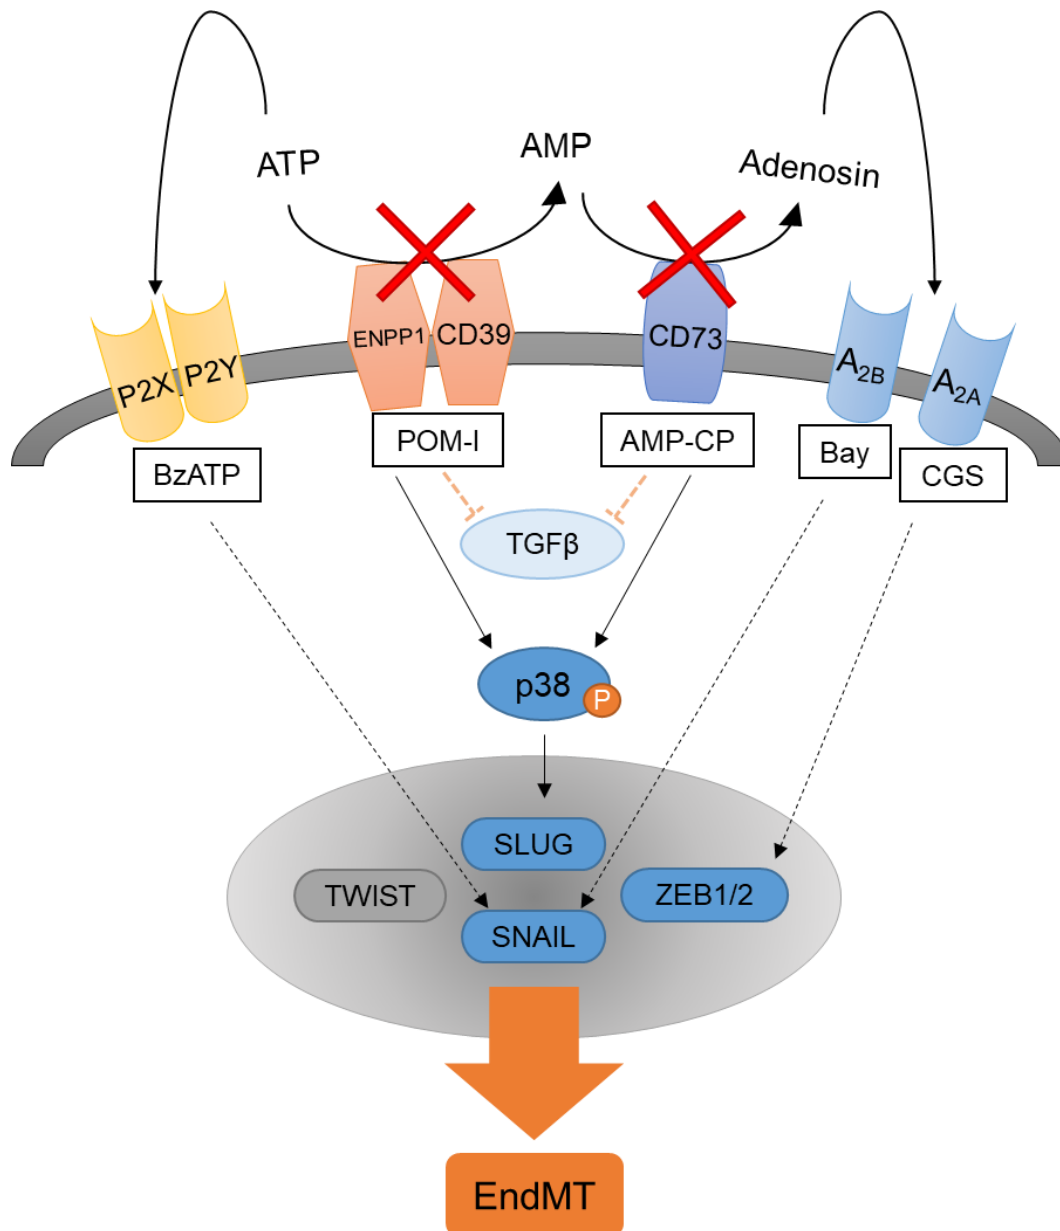 ATP
AMP
Adenosin
P2X
P2Y
ENPP1
CD39
CD73
A2B
A2A
BzATP
POM-I
AMP-CP
Bay
CGS
TGFβ
p38
P
SLUG
TWIST
ZEB1/2
SNAIL
EndMT